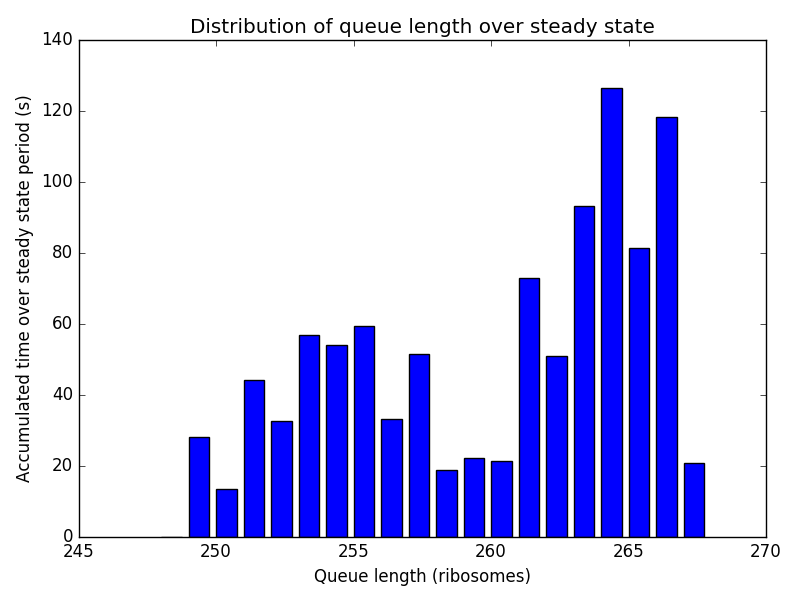 Distribution of queue length over steady state
Accumulated time over steady state period (s)
140
120
100
80
60
40
20
0
245 250 255 260 265 270
Queue length (ribosomes)